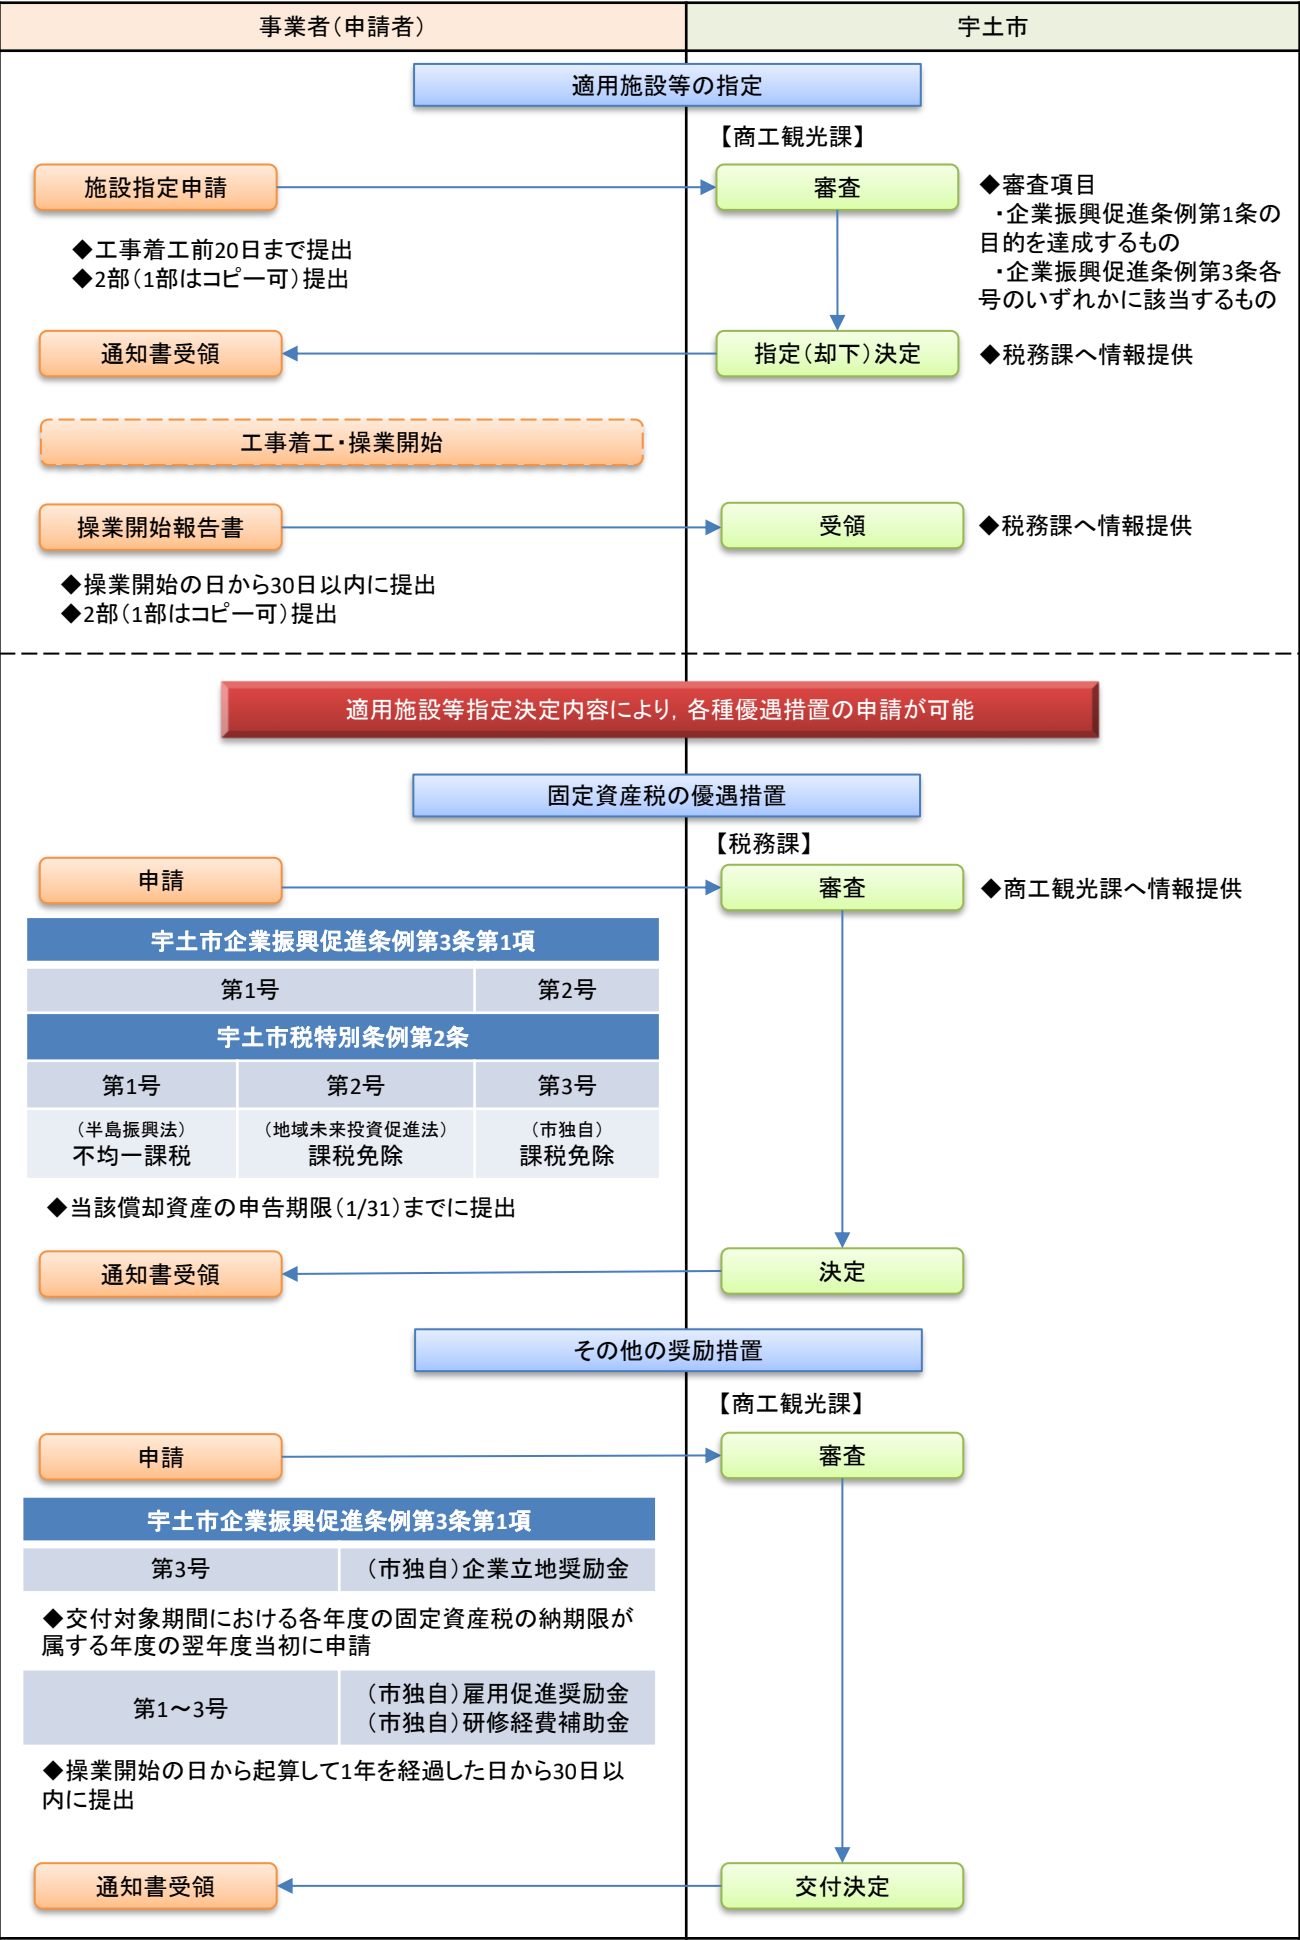 事業者（申請者）
宇土市
適用施設等の指定
【商工観光課】
施設指定申請
審査
◆審査項目
・企業振興促進条例第1条の
目的を達成するもの
・企業振興促進条例第3条各
号のいずれかに該当するもの
◆工事着工前20日まで提出
◆2部（1部はコピー可）提出
通知書受領
指定（却下）決定
◆税務課へ情報提供
工事着工・操業開始
操業開始報告書
受領
◆税務課へ情報提供
◆操業開始の日から30日以内に提出
◆2部（1部はコピー可）提出
適用施設等指定決定内容により，各種優遇措置の申請が可能
固定資産税の優遇措置
【税務課】
申請
審査
◆商工観光課へ情報提供
宇土市企業振興促進条例第3条第1項
第1号
第2号
宇土市税特別条例第2条
第1号
第2号
第3号
（半島振興法）
不均一課税
（地域未来投資促進法）
課税免除
（市独自）
課税免除
◆当該償却資産の申告期限（1/31）までに提出
通知書受領
決定
その他の奨励措置
【商工観光課】
申請
審査
宇土市企業振興促進条例第3条第1項
第3号
（市独自）企業立地奨励金
◆交付対象期間における各年度の固定資産税の納期限が
属する年度の翌年度当初に申請
第1～3号
（市独自）雇用促進奨励金
（市独自）研修経費補助金
◆操業開始の日から起算して1年を経過した日から30日以
内に提出
通知書受領
交付決定